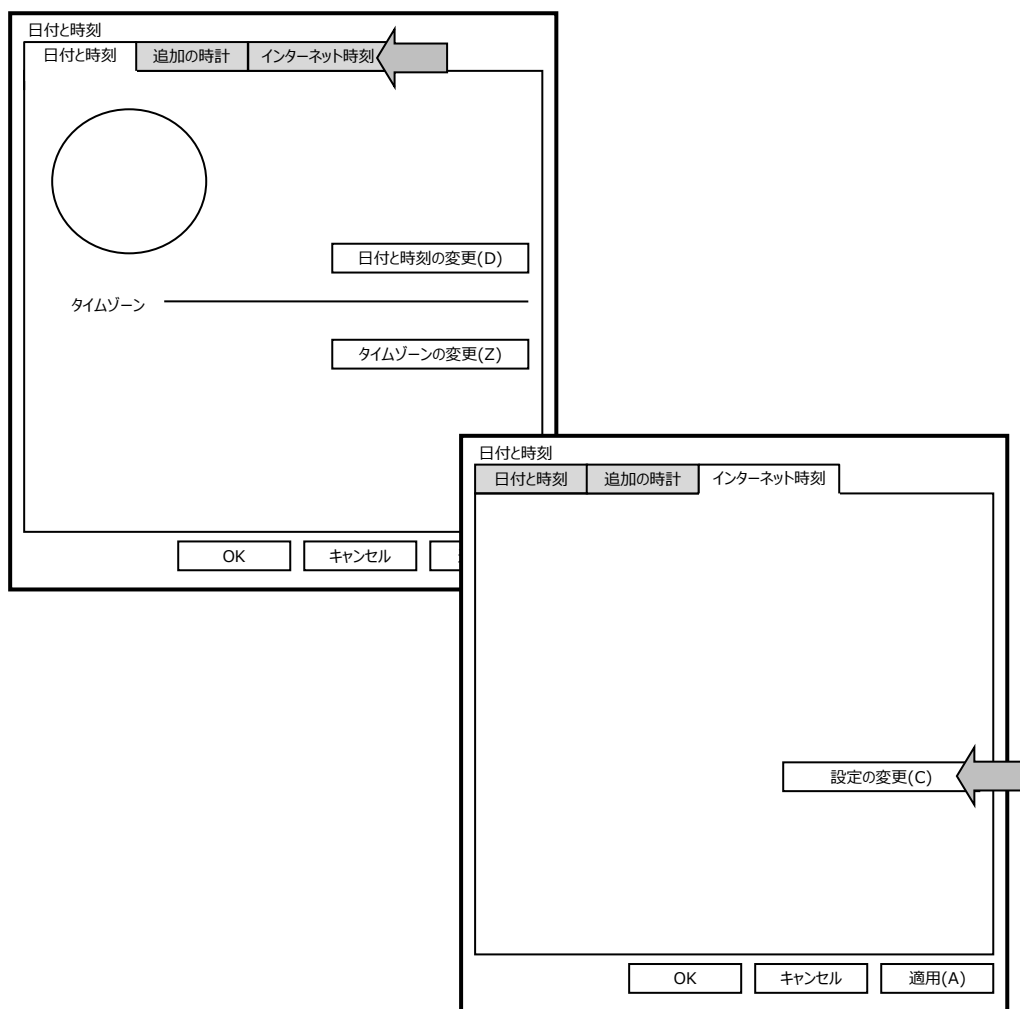 日付と時刻
日付と時刻 追加の時計 インターネット時刻
日付と時刻の変更(D)
タイムゾーン
タイムゾーンの変更(Z)
OK キャンセル
日付と時刻
日付と時刻 追加の時計 インターネット時刻
設定の変更(C)
OK キャンセル 適用(A)